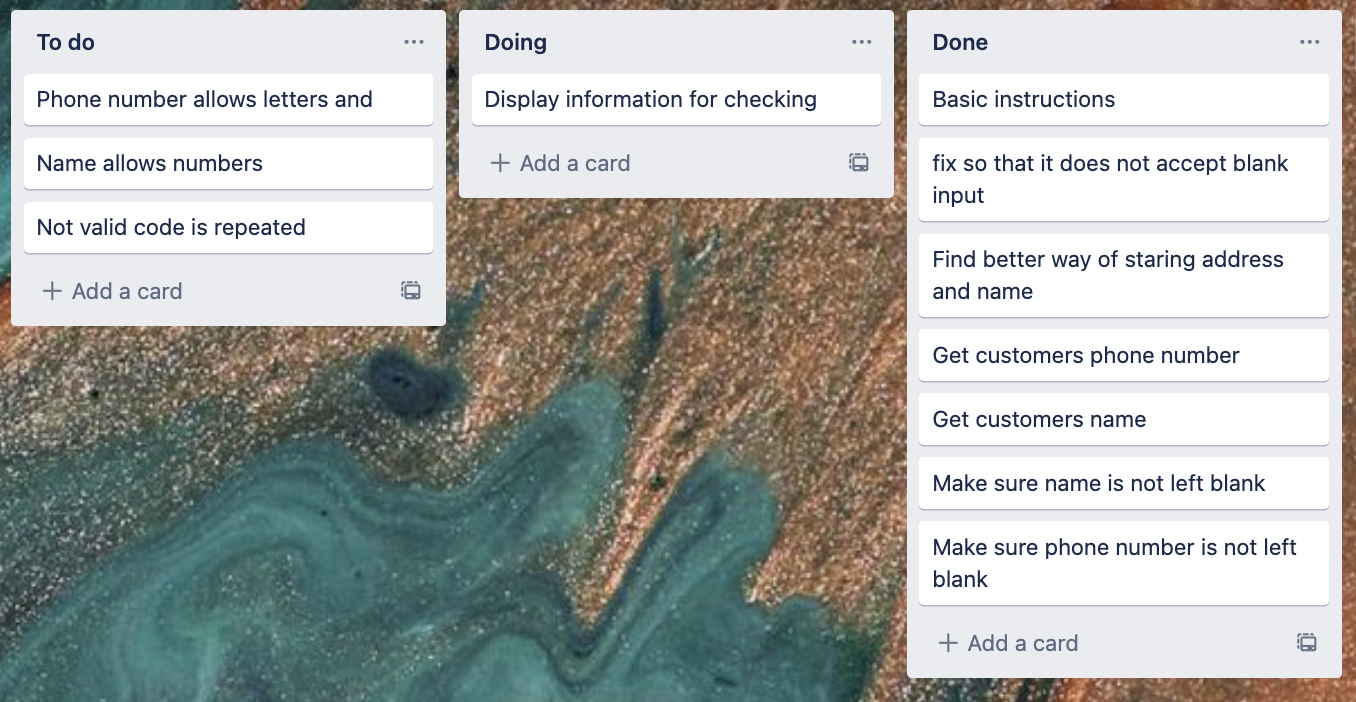 To do
Phone number allows letters and
Name allows numbers
Not valid code is repeated
Add a card
Doing
Display information for checking
Add a card
Done
Basic instructions
fix so that it does not accept blank
input
Find better way of staring address
and name
Get customers phone number
Get customers name
Make sure name is not left blank
Make sure phone number is not left
blank
Add a card